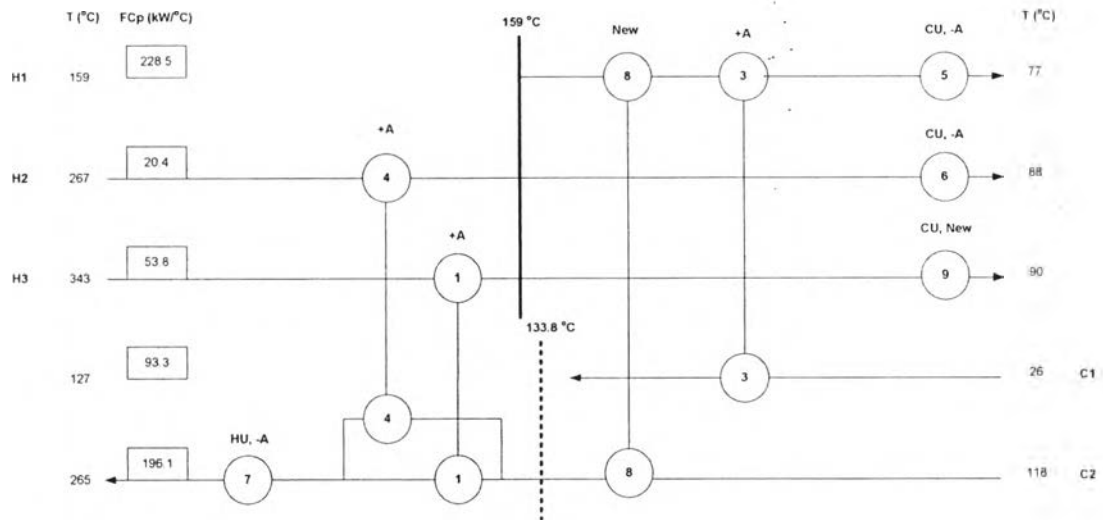 T (°C) FCp (kW/°C) 159 °C T (°C)
New +A CU, -A
228.5
H1 159 8 3 5 77
+A CU, -A
20.4
H2 267 4 6 88
+A CU, New
53.8
H3 343 1 9 90
133.8 °C
93.3
127 3 26 C1
4
HU, -A
196.1
265 7 1 8 118 C2